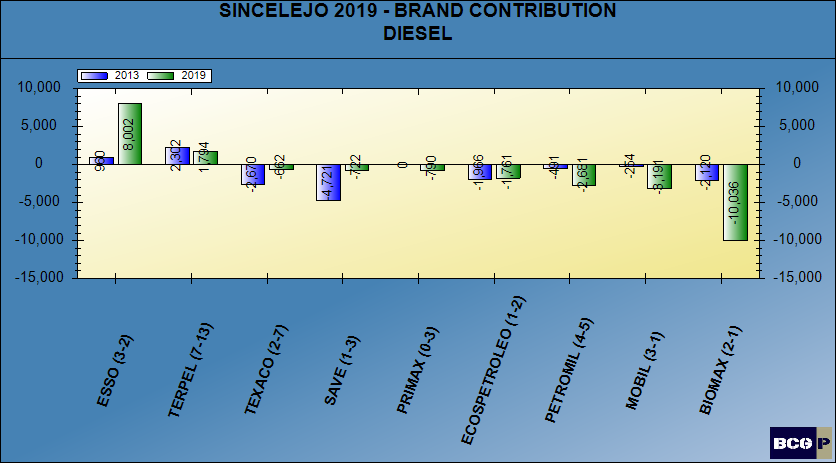 SINCELEJO 2019 - BRAND CONTRIBUTION
DIESEL
2013 2019
10,000 10,000
5,000 5,000
0 0
-5,000 -5,000
-10,000 -10,000
-15,000 -15,000
960 8,002 2,302 1,794 -2,670 -662 -4,721 -722 0 -790 -1,966 -1,761 -491 -2,681 -254 -3,191 -2,120 -10,036
ESSO (3-2)
TERPEL (7-13)
TEXACO (2-7)
SAVE (1-3)
PRIMAX (0-3)
ECOSPETROLEO (1-2)
PETROMIL (4-5)
MOBIL (3-1)
BIOMAX (2-1)
BCO P